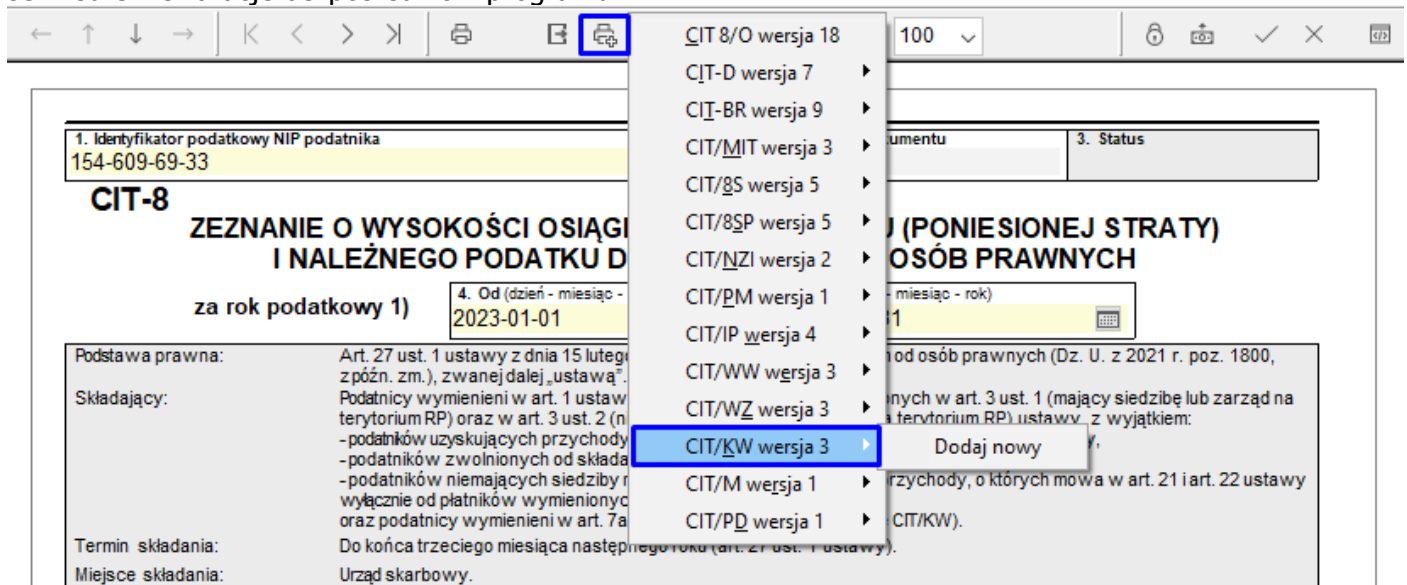 CIT 8/O wersja 18
100
CIT-D wersja 7
CIT-BR wersja 9
1. Identyfikator podatkowy NIP podatnika
umentu
3. Status
154-609-69-33
CIT/MIT wersja 3
CIT-8
CIT/8S wersja 5
ZEZNANIE O WYSOKOŚCI OSIĄG
CIT/8SP wersja 5
(PONIESIONEJ STRATY)
I NALEŻNEGO PODATKU D
CIT/NZI wersja 2
OSÓB PRAWNYCH
za rok podatkowy 1)
4. Od (dzień - miesiąc -
CIT/PM wersja 1
- miesiąc - rok)
2023-01-01
1
CIT/IP wersja 4
Podstawa prawna:
Art. 27 ust. 1 ustawy z dnia 15 luteg
od osób prawnych (Dz. U. z 2021 r. poz. 1800,
z późn. zm.), zwanej dalej „ustawą".
CIT/WW wersja 3
Składający:
Podatnicy wymienieni w art. 1 ustaw
nych w art. 3 ust. 1 (mający siedzibę lub zarząd na
terytorium RP) oraz w art. 3 ust. 2 (n
CIT/WZ wersja 3
a terytorium RP) ustawy, z wyjątkiem:
- podatników uzyskujących przychody
CIT/KW wersja 3
Dodaj nowy
- podatników zwolnionych od składa
- podatników niemających siedziby
CIT/M wersja 1
rzychody, o których mowa w art. 21 i art. 22 ustawy
wyłącznie od płatników wymienionyc
oraz podatnicy wymienieni w art. 7a
CIT/PD wersja 1
CIT/KW).
Termin składania:
Do końca trzeciego miesiąca następnego roku (art. 27 ust. 1 ustawy).
Miejsce składania:
Urząd skarbowy.